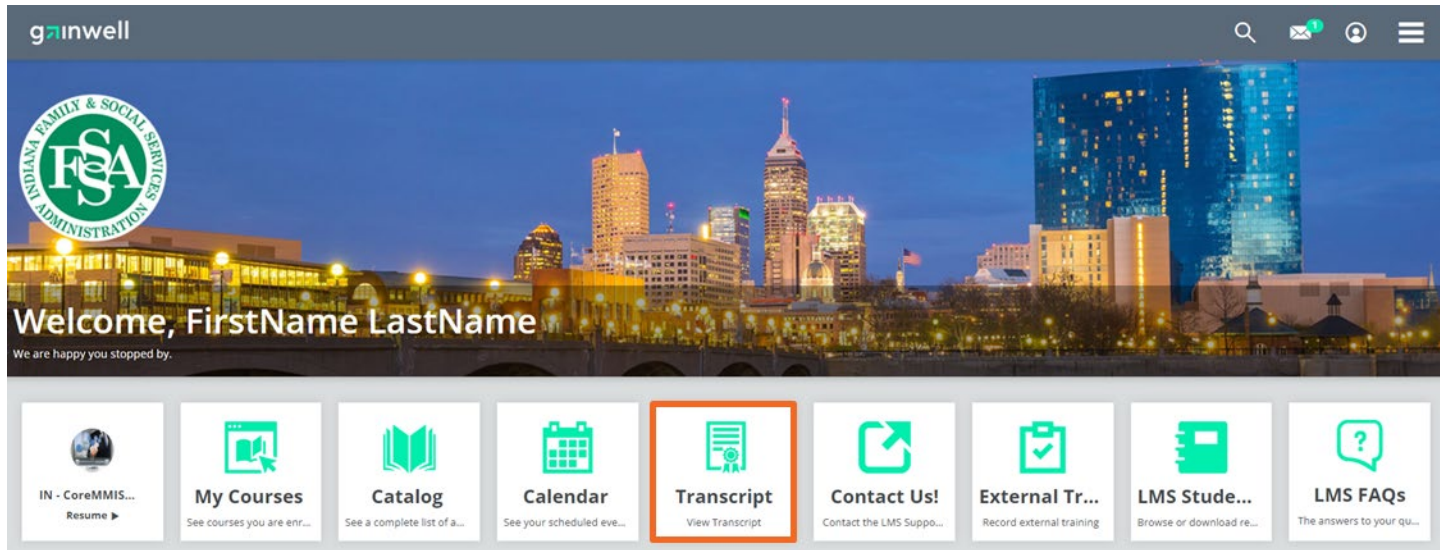 gainwell
1
INDIANA FAMILY & SOCIAL SERVICES ADMINISTRATION
FSSA
Welcome, FirstName LastName
We are happy you stopped by.
IN - CoreMMIS...
Resume ▶
My Courses
See courses you are enr...
Catalog
See a complete list of a...
Calendar
See your scheduled eve...
Transcript
View Transcript
Contact Us!
Contact the LMS Suppo...
External Tr...
Record external training
LMS Stude...
Browse or download re...
?
LMS FAQs
The answers to your qu...